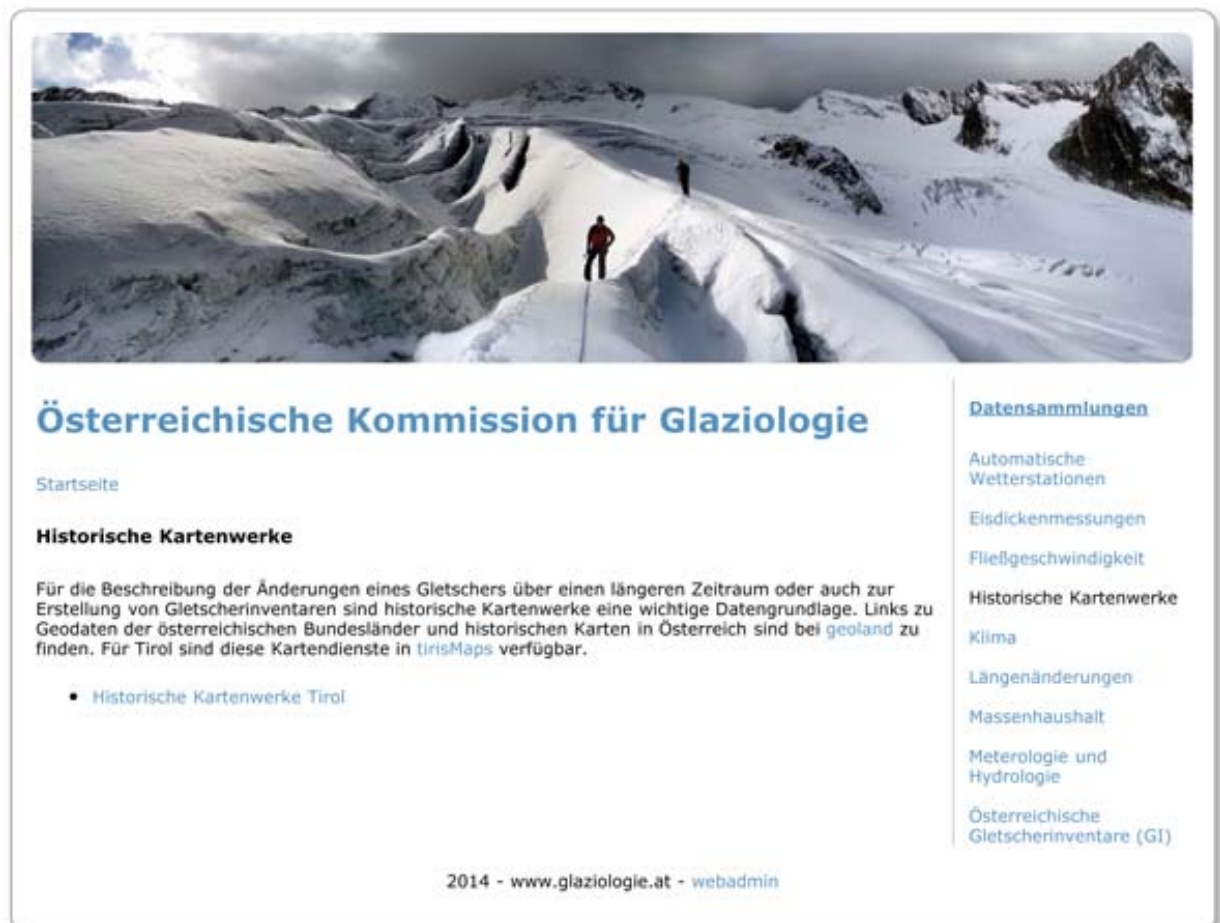 Österreichische Kommission für Glaziologie
Startseite
Historische Kartenwerke
Für die Beschreibung der Änderungen eines Gletschers über einen längeren Zeitraum oder auch zur
Erstellung von Gletscherinventaren sind historische Kartenwerke eine wichtige Datengrundlage. Links zu
Geodaten der österreichischen Bundesländer und historischen Karten in Österreich sind bei geoland zu
finden. Für Tirol sind diese Kartendienste in tirisMaps verfügbar.
• Historische Kartenwerke Tirol
Datensammlungen
Automatische
Wetterstationen
Eisdickenmessungen
Fließgeschwindigkeit
Historische Kartenwerke
Klima
Längenänderungen
Massenhaushalt
Meterologie und
Hydrologie
Österreichische
Gletscherinventare (GI)
2014 - www.glaziologie.at - webadmin